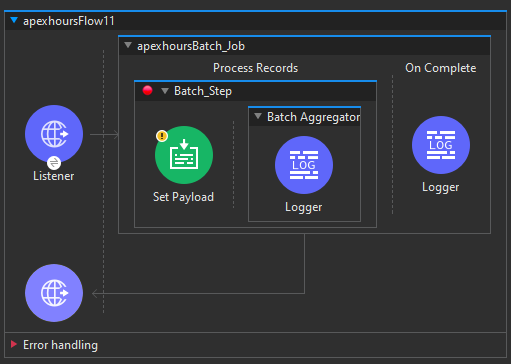 apexhoursFlow11
apexhoursBatch_Job
Process Records
On Complete
Batch_Step
Batch Aggregator
LOG
LOG
Listener
Set Payload
Logger
Logger
Error handling